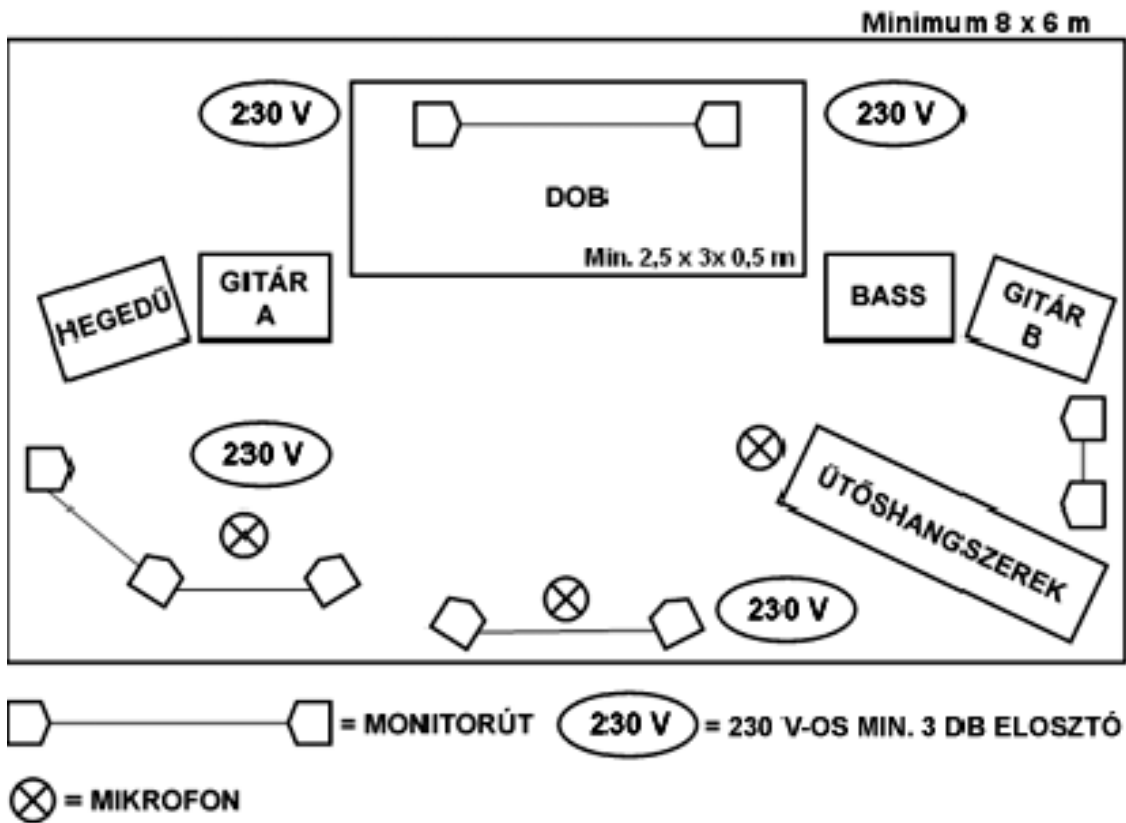 Minimum 8 x 6 m
230 V
230 V
DOB
Min. 2,5 x 3x 0,5 m
HEGEDŰ
GITÁR
A
BASS
GITÁR
B
230 V
ÜTŐSHANGSZEREK
230 V
= MONITORÚT
230 V
= 230 V-OS MIN. 3 DB ELOSZTÓ
= MIKROFON